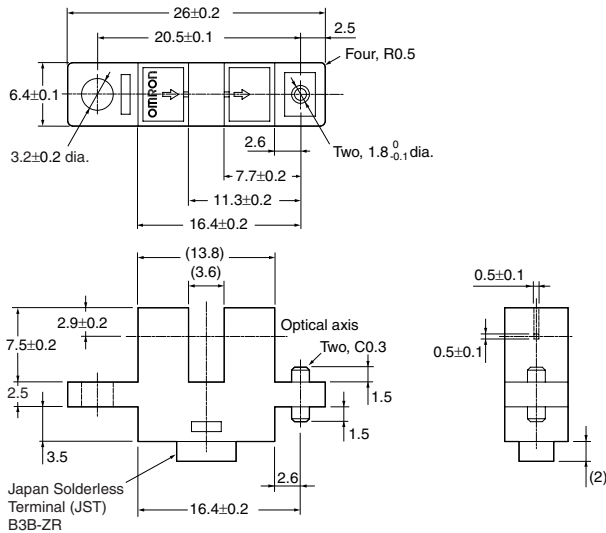 26±0.2
20.5±0.1
2.5
Four, R0.5
6.4±0.1
OMRON
3.2±0.2 dia.
2.6
Two, 1.8 0 -0.1 dia.
7.7±0.2
11.3±0.2
16.4±0.2
(13.8)
(3.6)
0.5±0.1
2.9±0.2
Optical axis
7.5±0.2
Two, C0.3
0.5±0.1
2.5
1.5
1.5
3.5
(2)
Japan Solderless
Terminal (JST)
B3B-ZR
2.6
16.4±0.2